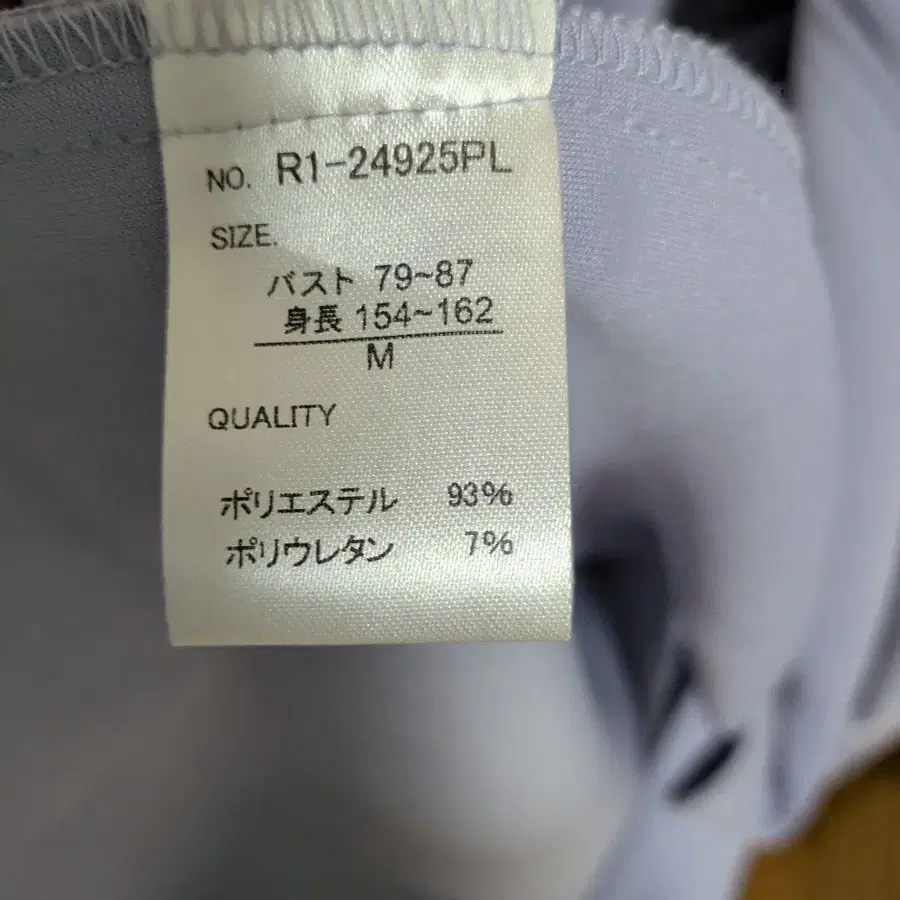 NO. R1-24925PL
SIZE.
バスト 79~87
身長 154~162
M
QUALITY
ポリエステル 93%
ポリウレタン 7%